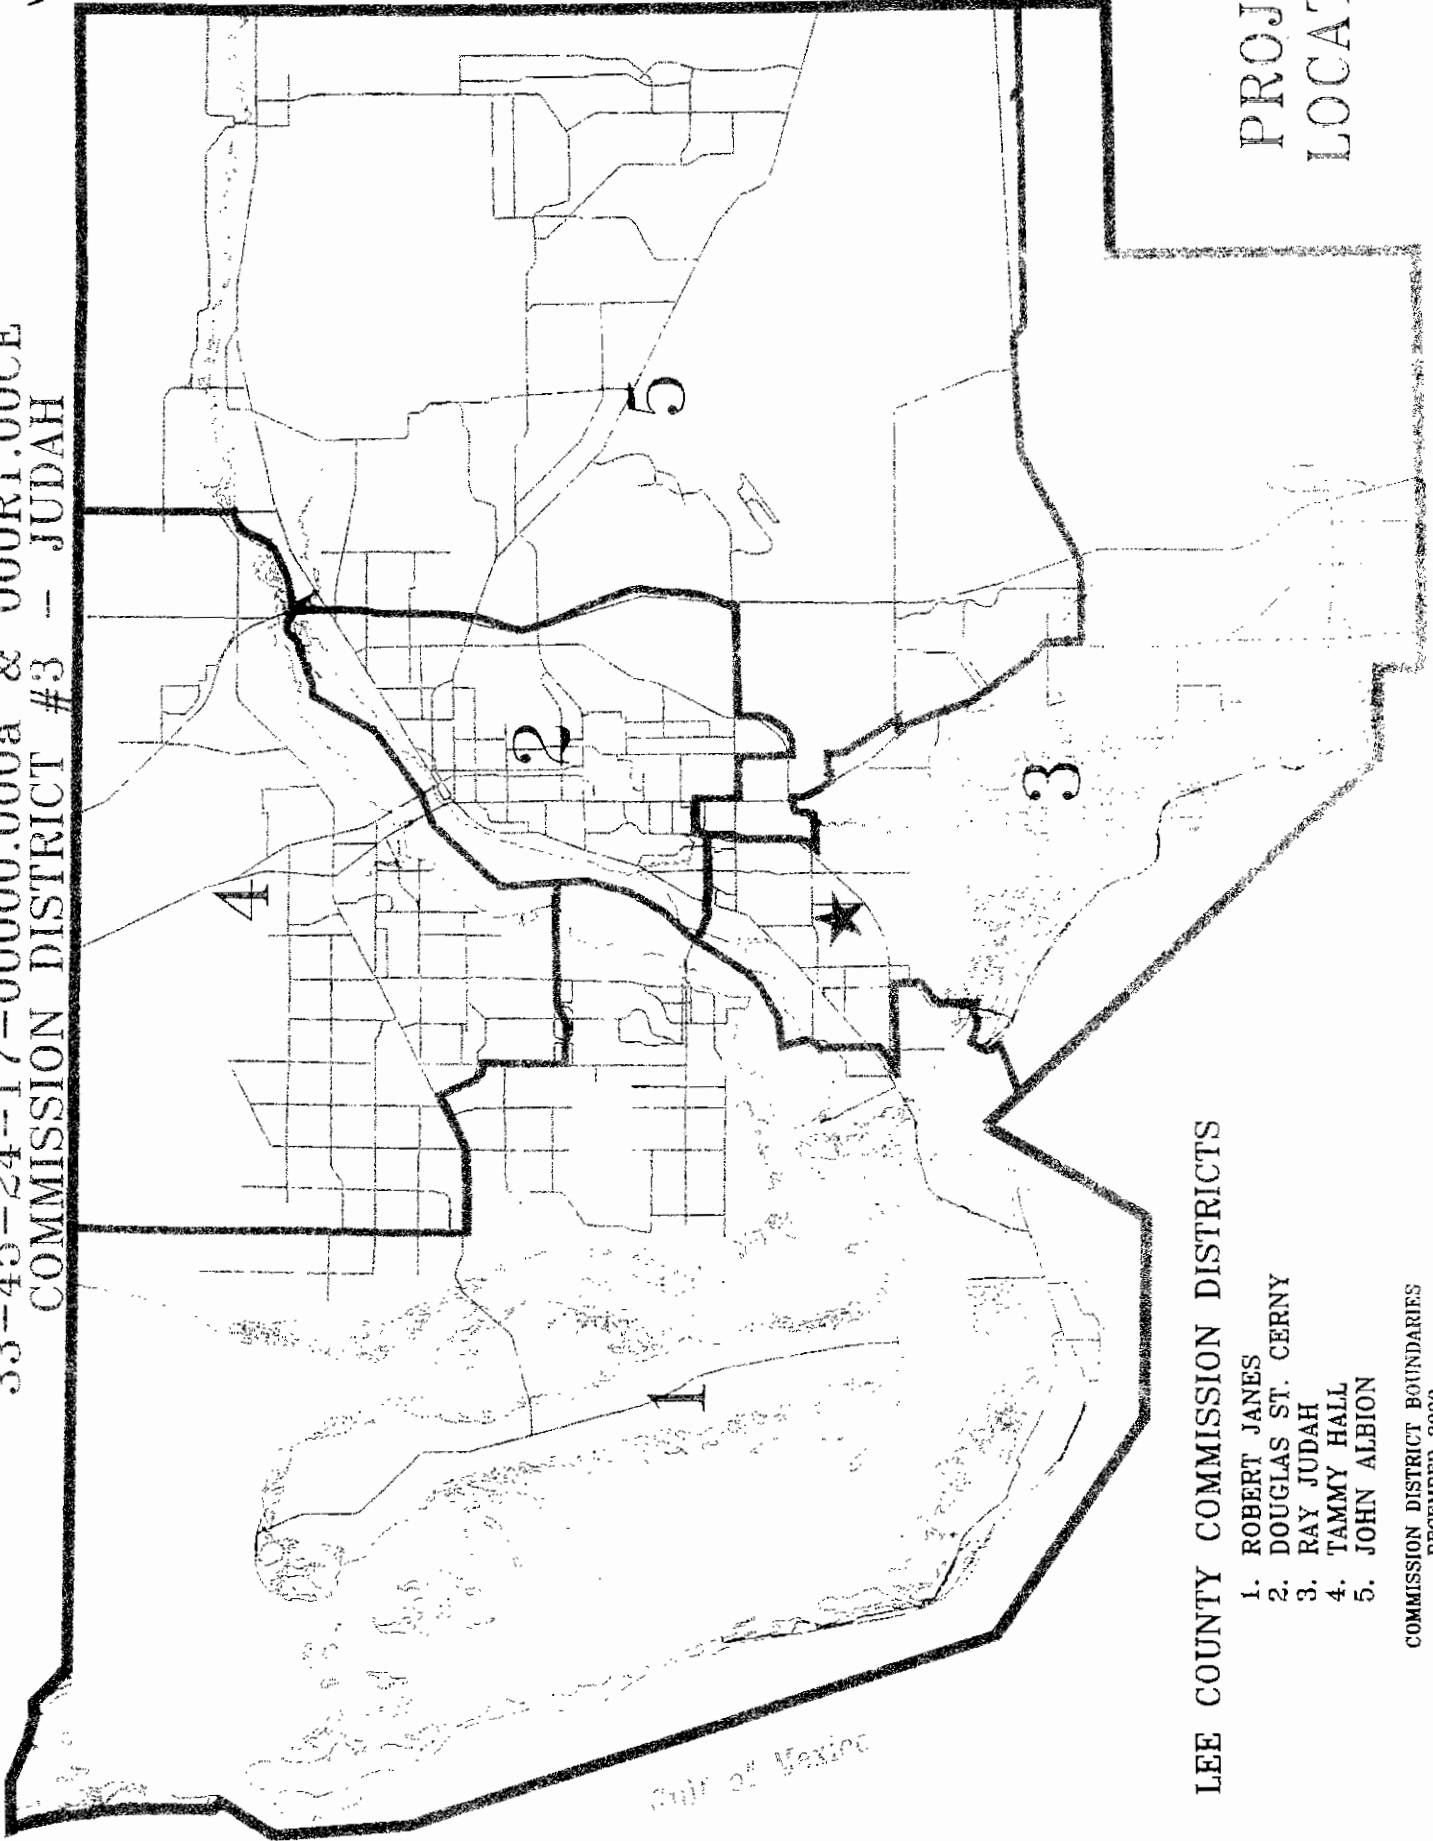 COMMISSION DISTRICT #3 - JUDAH
4
5
2
3
1
Gulf of Mexico
PROJ
LOCAT
LEE COUNTY COMMISSION DISTRICTS
1. ROBERT JANES
2. DOUGLAS ST. CERNY
3. RAY JUDAH
4. TAMMY HALL
5. JOHN ALBION
COMMISSION DISTRICT BOUNDARIES